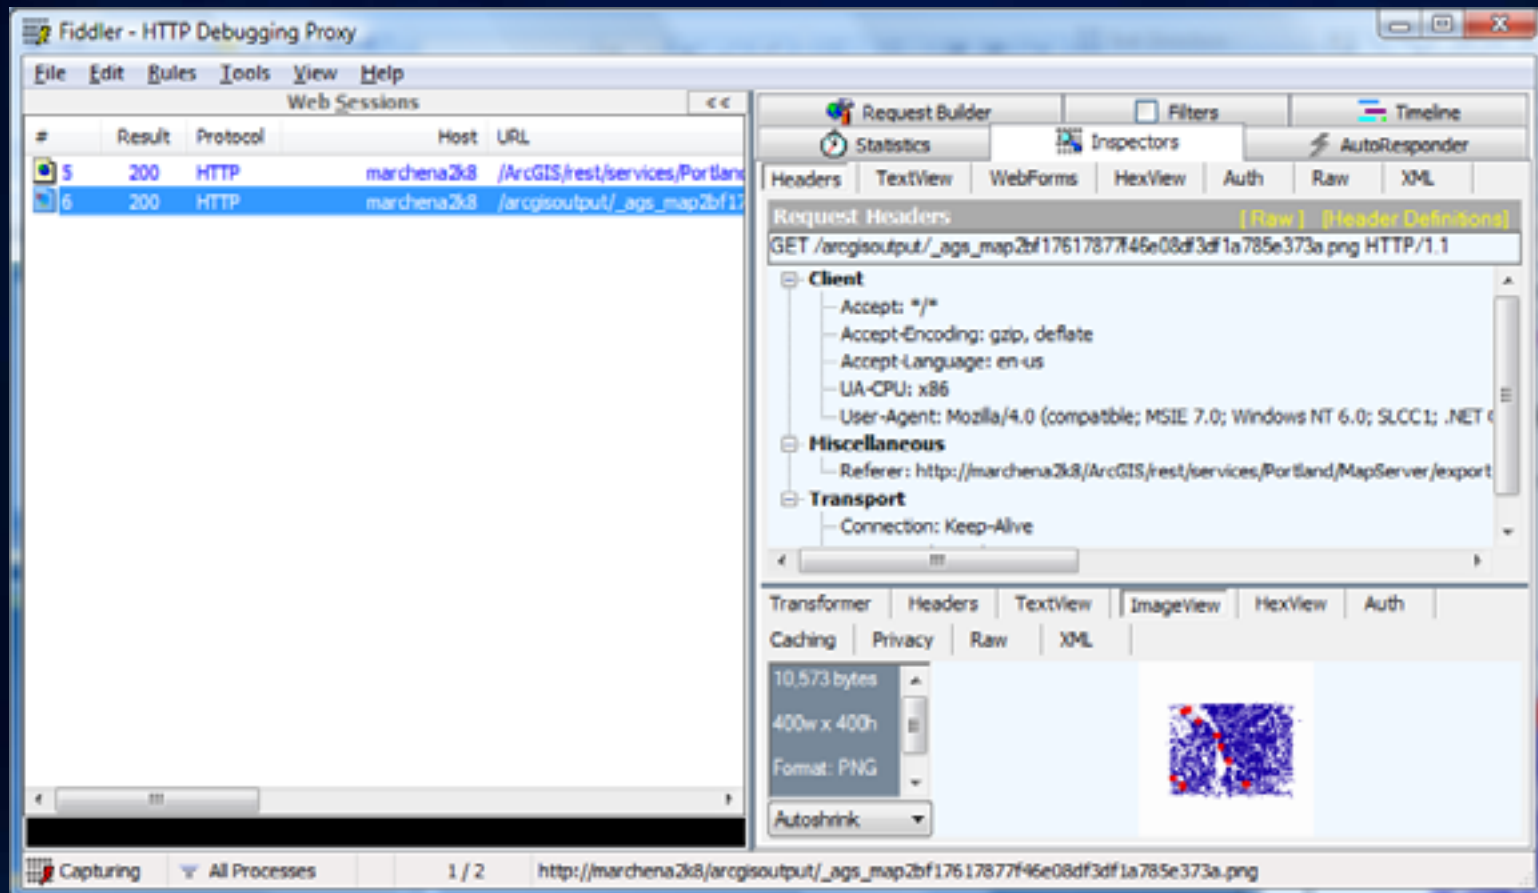 Fiddler - HTTP Debugging Proxy
File Edit Rules Tools View Help
Web Sessions <<
# Result Protocol Host URL
5 200 HTTP marchena2k8 /ArcGIS/rest/services/Portland
6 200 HTTP marchena2k8 /arcgisoutput/_ags_map2bf17
Request Builder Filters Timeline
Statistics Inspectors AutoResponder
Headers TextView WebForms HexView Auth Raw XML
Request Headers [ Raw ] [Header Definitions]
GET /arcgisoutput/_ags_map2bf17617877f46e08df3df1a785e373a.png HTTP/1.1
Client
Accept: */*
Accept-Encoding: gzip, deflate
Accept-Language: en-us
UA-CPU: x86
User-Agent: Mozilla/4.0 (compatible; MSIE 7.0; Windows NT 6.0; SLCC1; .NET
Miscellaneous
Referer: http://marchena2k8/ArcGIS/rest/services/Portland/MapServer/export
Transport
Connection: Keep-Alive
Transformer Headers TextView ImageView HexView Auth
Caching Privacy Raw XML
10,573 bytes
400w x 400h
Format: PNG
Autoshrink
Capturing All Processes 1 / 2 http://marchena2k8/arcgisoutput/_ags_map2bf17617877f46e08df3df1a785e373a.png